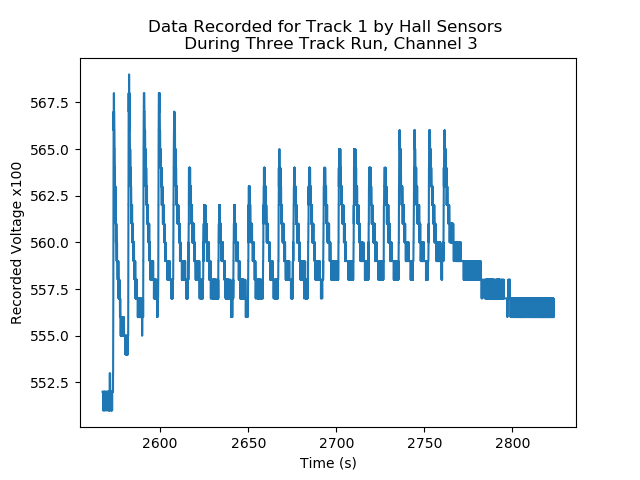 Data Recorded for Track 1 by Hall Sensors
During Three Track Run, Channel 3
Recorded Voltage x100
567.5
565.0
562.5
560.0
557.5
555.0
552.5
2600 2650 2700 2750 2800
Time (s)